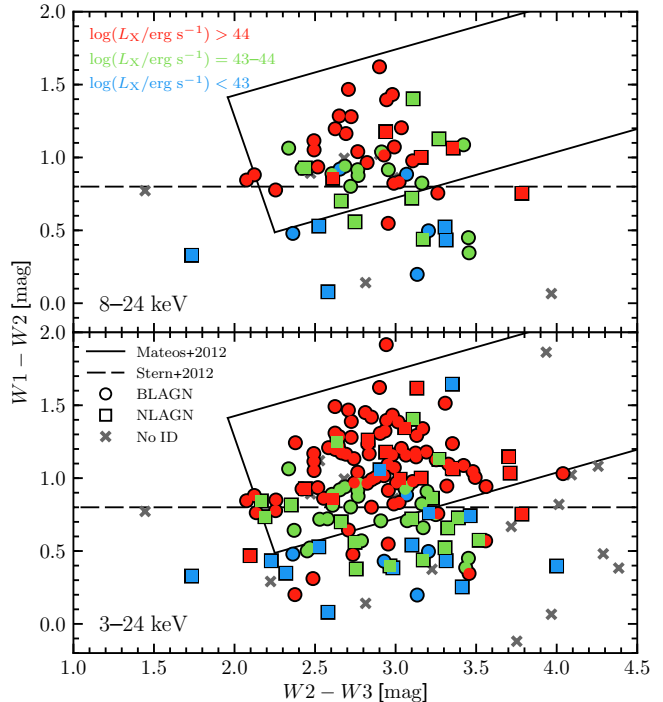 2.0
log(L_X/erg s⁻¹) > 44
log(L_X/erg s⁻¹) = 43–44
1.5
log(L_X/erg s⁻¹) < 43
1.0
0.5
0.0
8–24 keV
W1 − W2 [mag]
2.0
Mateos+2012
Stern+2012
1.5
BLAGN
NLAGN
No ID
1.0
0.5
0.0
3–24 keV
1.0 1.5 2.0 2.5 3.0 3.5 4.0 4.5
W2 − W3 [mag]